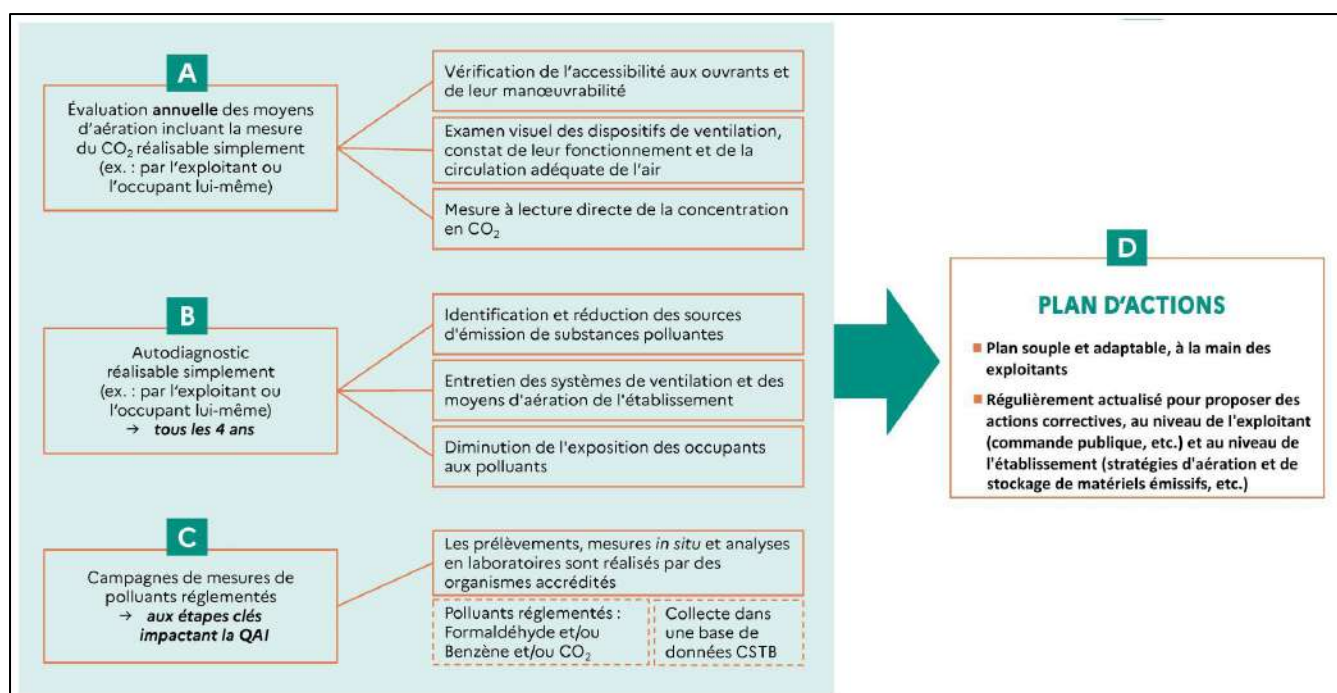 A
Évaluation annuelle des moyens
d'aération incluant la mesure
du CO₂ réalisable simplement
(ex. : par l'exploitant ou
l'occupant lui-même)
Vérification de l'accessibilité aux ouvrants et
de leur manœuvrabilité
Examen visuel des dispositifs de ventilation,
constat de leur fonctionnement et de la
circulation adéquate de l'air
Mesure à lecture directe de la concentration
en CO₂
B
Autodiagnostic
réalisable simplement
(ex. : par l'exploitant ou
l'occupant lui-même)
→ tous les 4 ans
Identification et réduction des sources
d'émission de substances polluantes
Entretien des systèmes de ventilation et des
moyens d'aération de l'établissement
Diminution de l'exposition des occupants
aux polluants
C
Campagnes de mesures de
polluants réglementés
→ aux étapes clés
impactant la QAI
Les prélèvements, mesures in situ et analyses
en laboratoires sont réalisés par des
organismes accrédités
Polluants réglementés :
Formaldéhyde et/ou
Benzène et/ou CO₂
Collecte dans
une base de
données CSTB
D
PLAN D'ACTIONS
■ Plan souple et adaptable, à la main des
exploitants
■ Régulièrement actualisé pour proposer des
actions correctives, au niveau de l'exploitant
(commande publique, etc.) et au niveau de
l'établissement (stratégies d'aération et de
stockage de matériels émissifs, etc.)